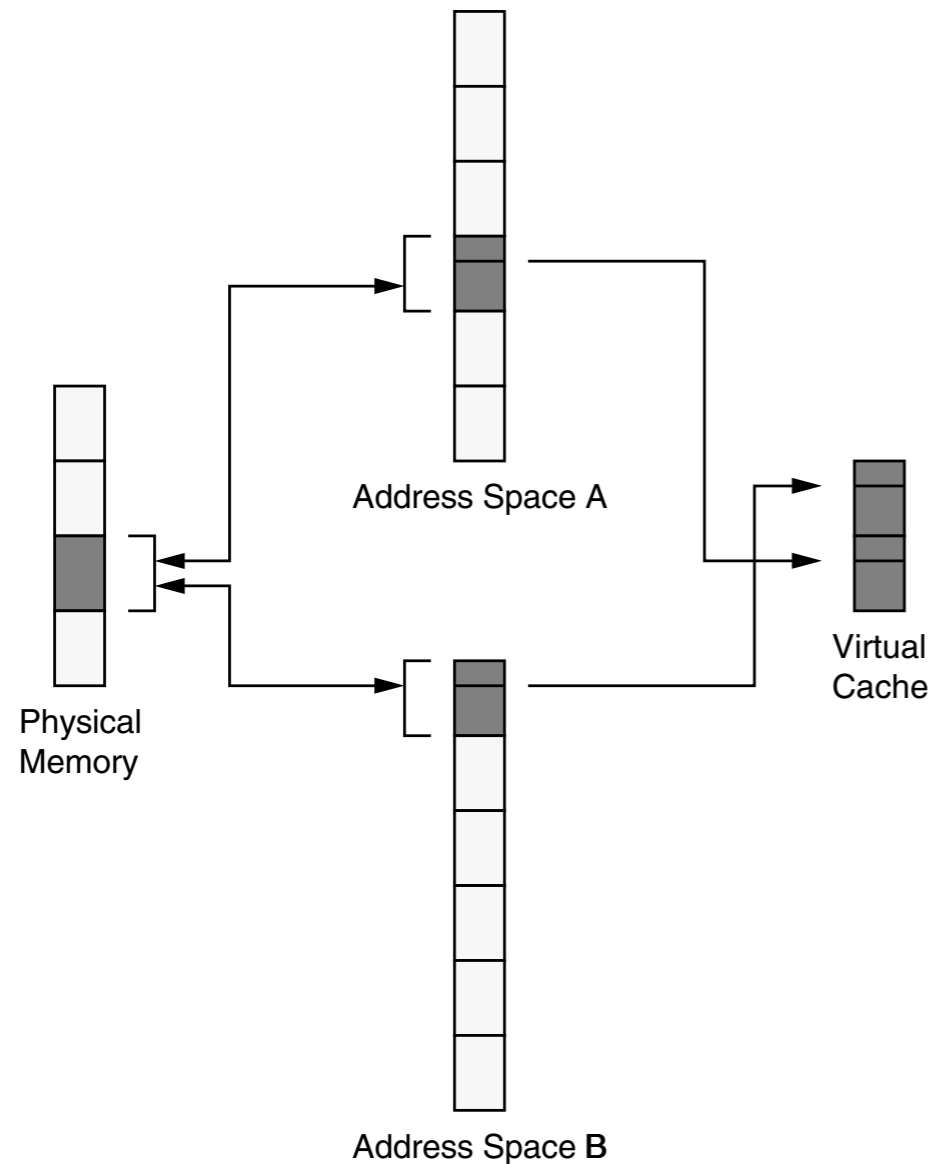 Address Space A
Virtual
Cache
Physical
Memory
Address Space B